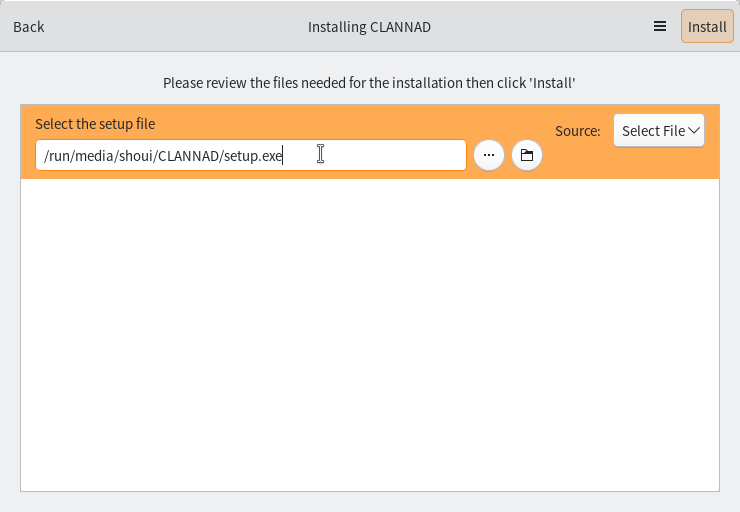 Back
Installing CLANNAD
Install
Please review the files needed for the installation then click 'Install'
Select the setup file
Source:
Select File
/run/media/shoui/CLANNAD/setup.exe